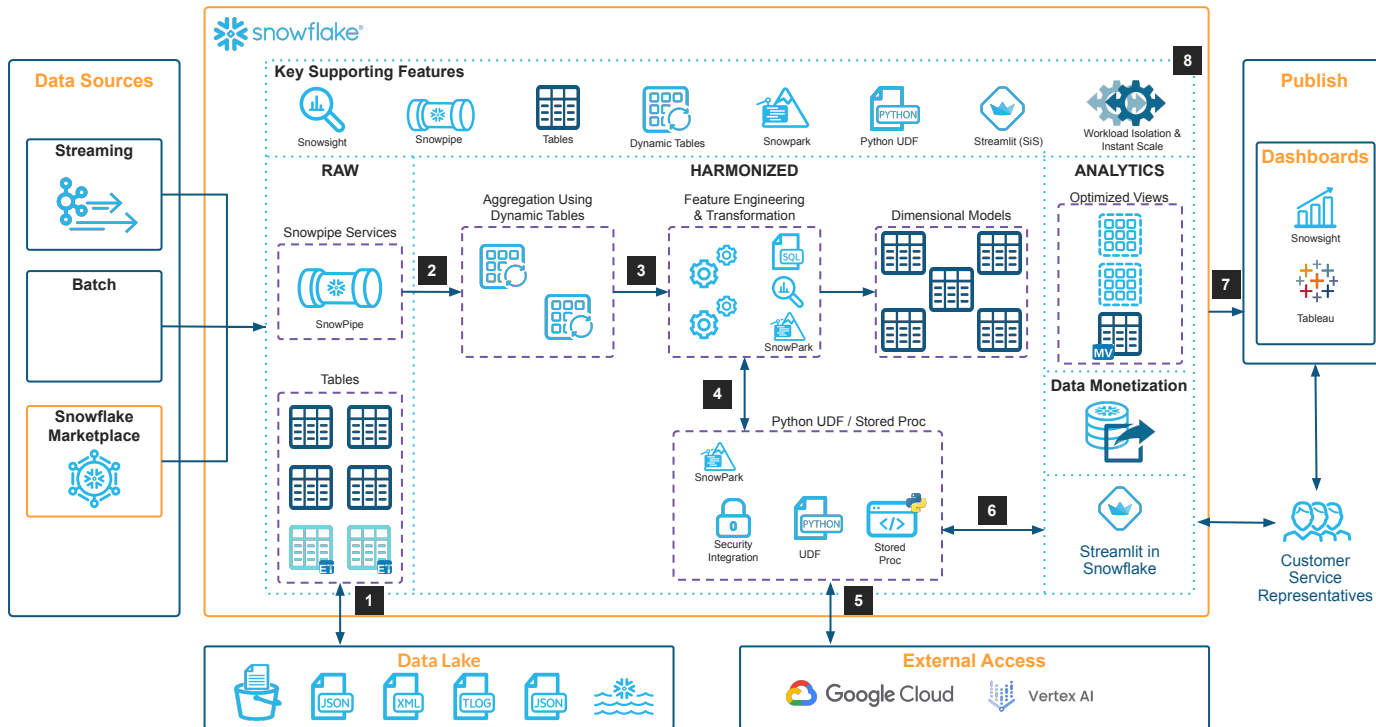 snowflake®
Data Sources
Streaming
Batch
Snowflake
Marketplace
Key Supporting Features
8
Snowsight
Snowpipe
Tables
Dynamic Tables
Snowpark
PYTHON
Python UDF
Streamlit (SiS)
Workload Isolation &
Instant Scale
RAW
Snowpipe Services
SnowPipe
Tables
ET
ET
1
2
HARMONIZED
Aggregation Using
Dynamic Tables
3
Feature Engineering
& Transformation
SQL
SnowPark
Dimensional Models
4
Python UDF / Stored Proc
SnowPark
Security
Integration
PYTHON
UDF
</>
Stored
Proc
5
6
ANALYTICS
Optimized Views
MV
Data Monetization
Streamlit in
Snowflake
7
Publish
Dashboards
Snowsight
Tableau
Customer
Service
Representatives
Data Lake
JSON
XML
TLOG
JSON
External Access
Google Cloud
Vertex AI